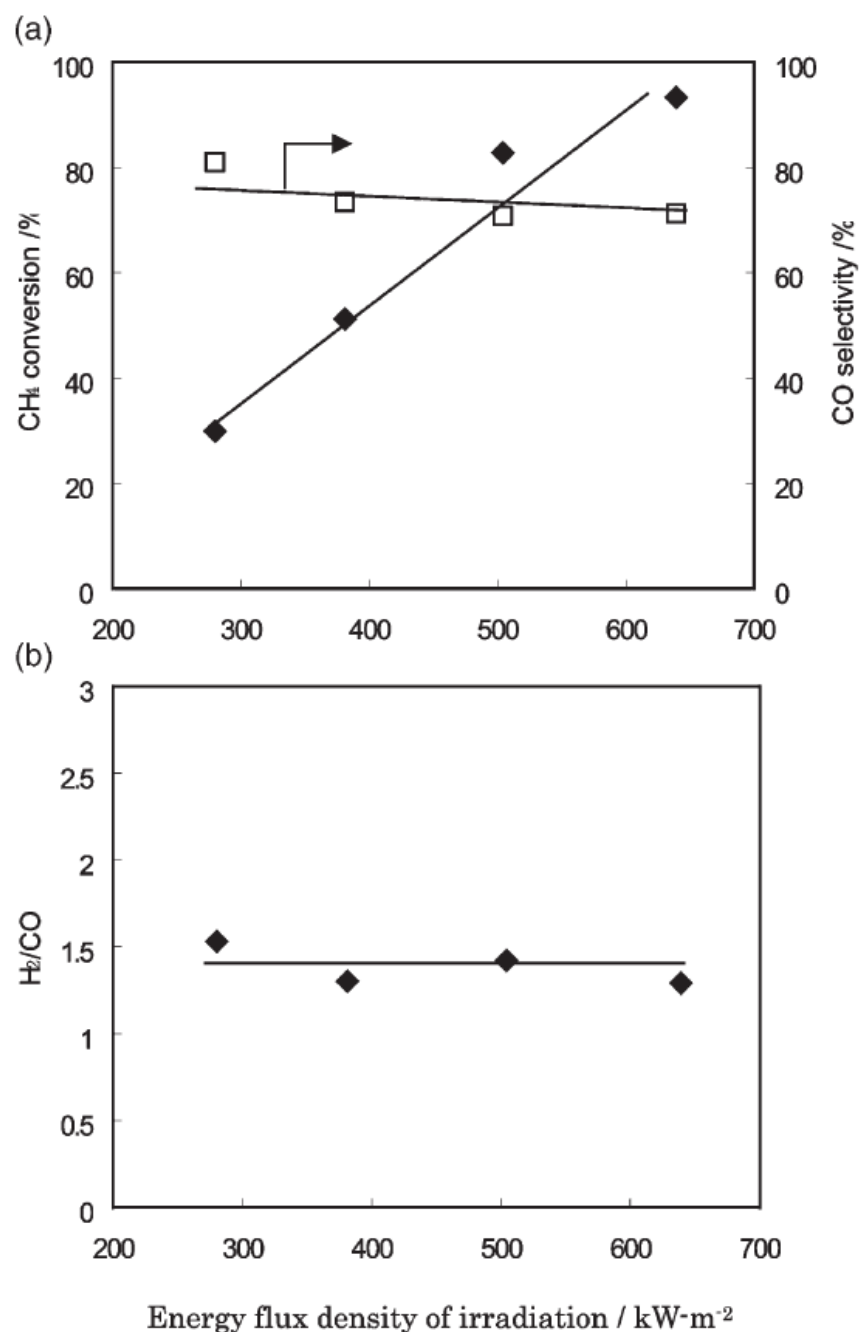 (a)
100
80
60
40
20
0
CH₄ conversion /%
100
80
60
40
20
0
CO selectivity /%
200 300 400 500 600 700
(b)
3
2.5
2
1.5
1
0.5
0
H₂/CO
200 300 400 500 600 700
Energy flux density of irradiation / kW-m⁻²